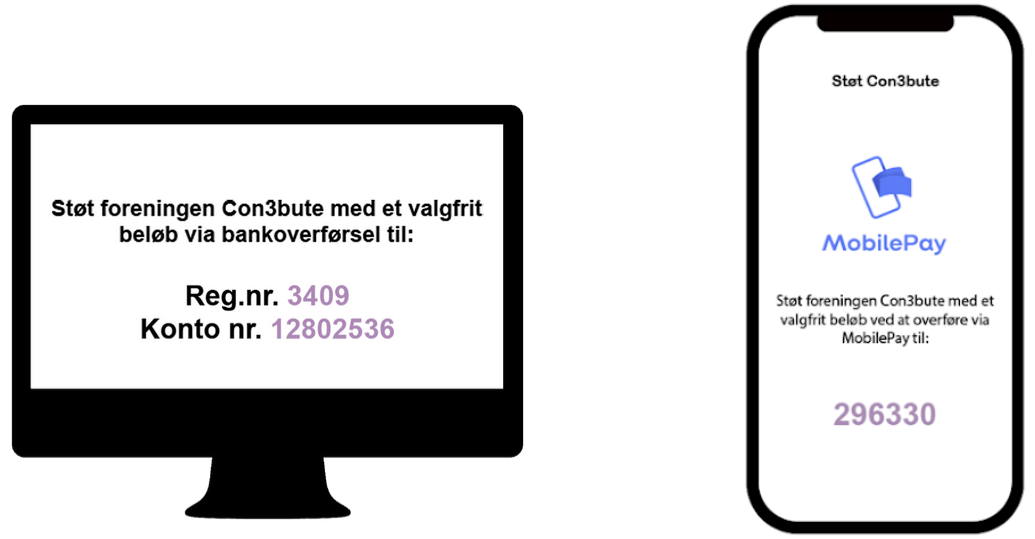 Støt foreningen Con3bute med et valgfrit
beløb via bankoverførsel til:
Reg.nr. 3409
Konto nr. 12802536
Støt Con3bute
MobilePay
Støt foreningen Con3bute med et
valgfrit beløb ved at overføre via
MobilePay til:
296330